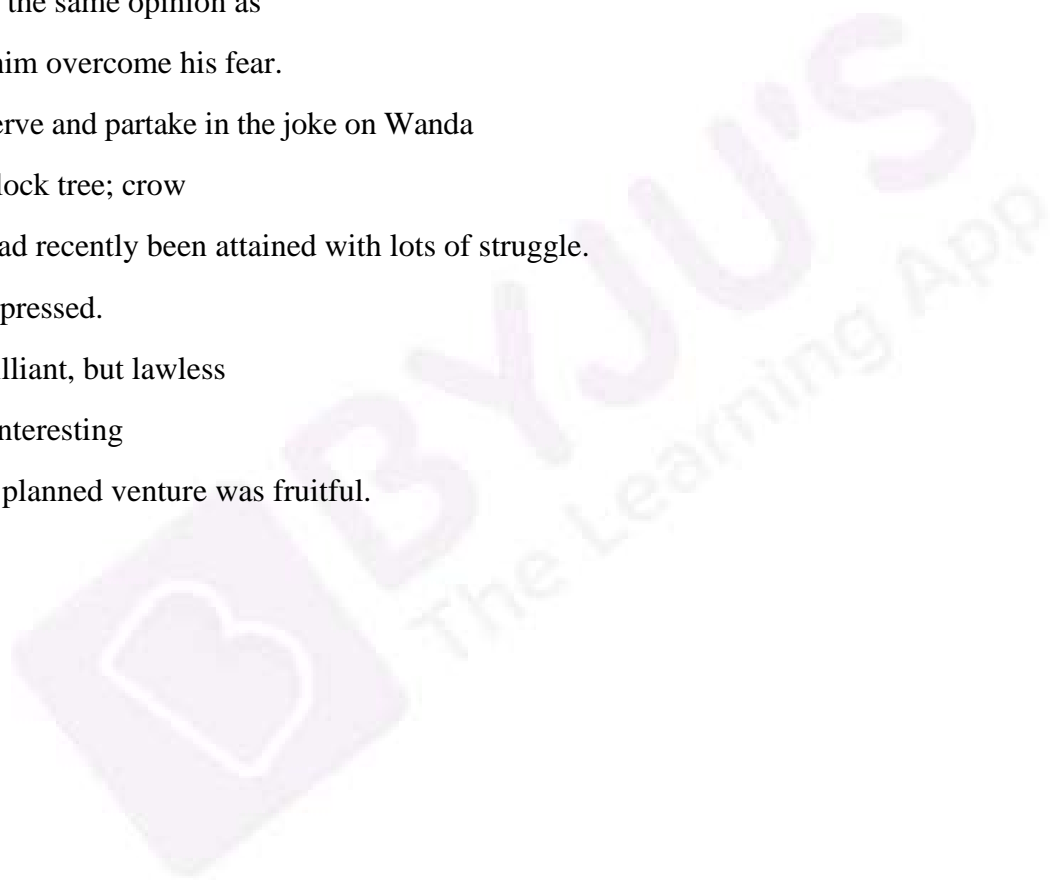 the same opinion as
him overcome his fear.
erve and partake in the joke on Wanda
lock tree; crow
ad recently been attained with lots of struggle.
pressed.
lliant, but lawless
nteresting
planned venture was fruitful.
BYJU'S
The Learning App